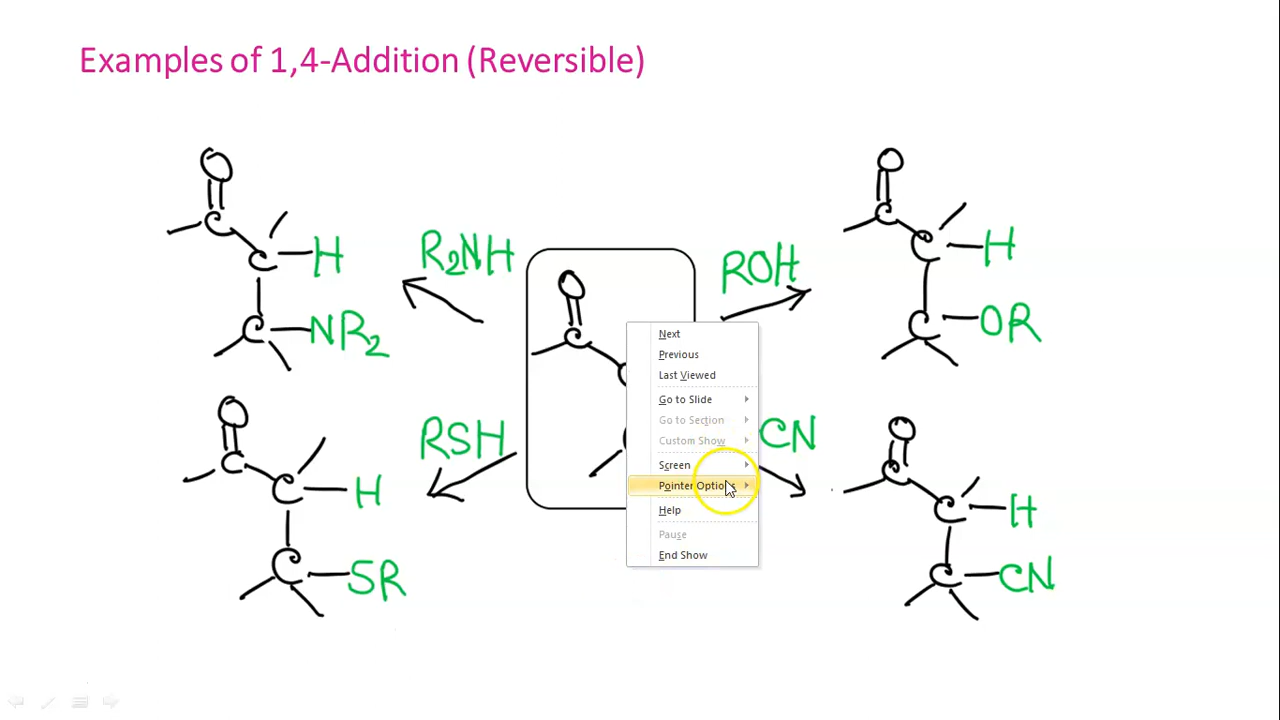 Examples of 1,4-Addition (Reversible)
O
C
C-H
C-NR2
R2NH
O
C
C
ROH
O
C
C-H
C-OR
Next
Previous
Last Viewed
Go to Slide
Go to Section
Custom Show
Screen
Pointer Options
Help
Pause
End Show
O
C
C-H
C-SR
RSH
CN
O
C
C-H
C-CN